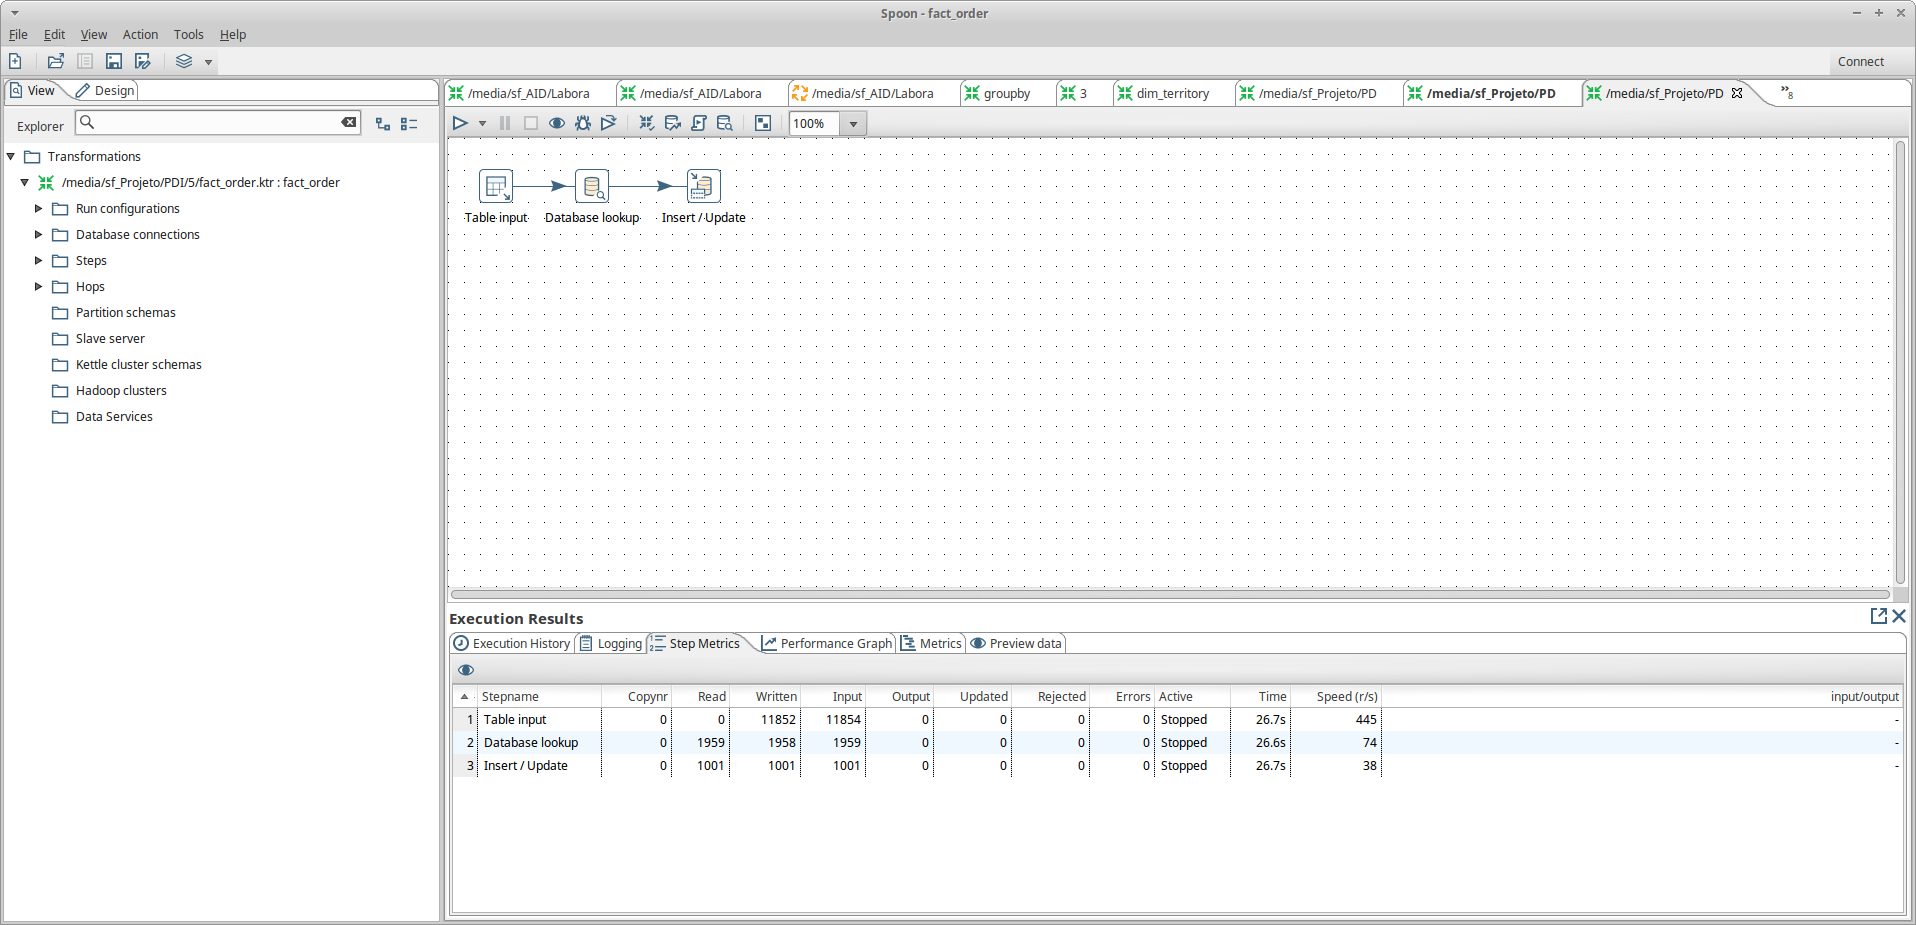 Spoon - fact_order
File Edit View Action Tools Help
Connect
View Design
Explorer
Transformations
/media/sf_Projeto/PDI/5/fact_order.ktr : fact_order
Run configurations
Database connections
Steps
Hops
Partition schemas
Slave server
Kettle cluster schemas
Hadoop clusters
Data Services
/media/sf_AID/Labora /media/sf_AID/Labora /media/sf_AID/Labora groupby 3 dim_territory /media/sf_Projeto/PD /media/sf_Projeto/PD /media/sf_Projeto/PD » 8
100%
Table input Database lookup Insert / Update
Execution Results
Execution History Logging Step Metrics Performance Graph Metrics Preview data
Stepname Copynr Read Written Input Output Updated Rejected Errors Active Time Speed (r/s) input/output
1 Table input 0 0 11852 11854 0 0 0 0 Stopped 26.7s 445 -
2 Database lookup 0 1959 1958 1959 0 0 0 0 Stopped 26.6s 74 -
3 Insert / Update 0 1001 1001 1001 0 0 0 0 Stopped 26.7s 38 -